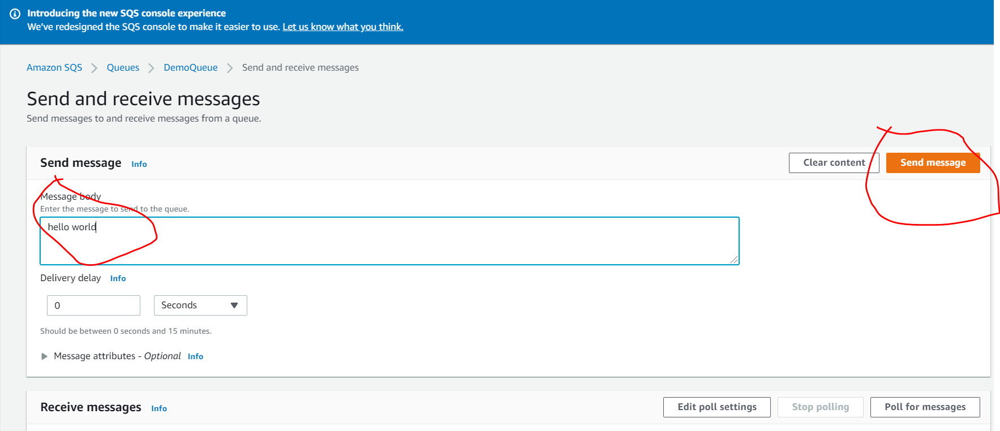 Introducing the new SQS console experience
We've redesigned the SQS console to make it easier to use. Let us know what you think.
Amazon SQS > Queues > DemoQueue > Send and receive messages
Send and receive messages
Send messages to and receive messages from a queue.
Send message Info Clear content Send message
Message body
Enter the message to send to the queue.
hello world
Delivery delay Info
0 Seconds
Should be between 0 seconds and 15 minutes.
Message attributes - Optional Info
Receive messages Info Edit poll settings Stop polling Poll for messages